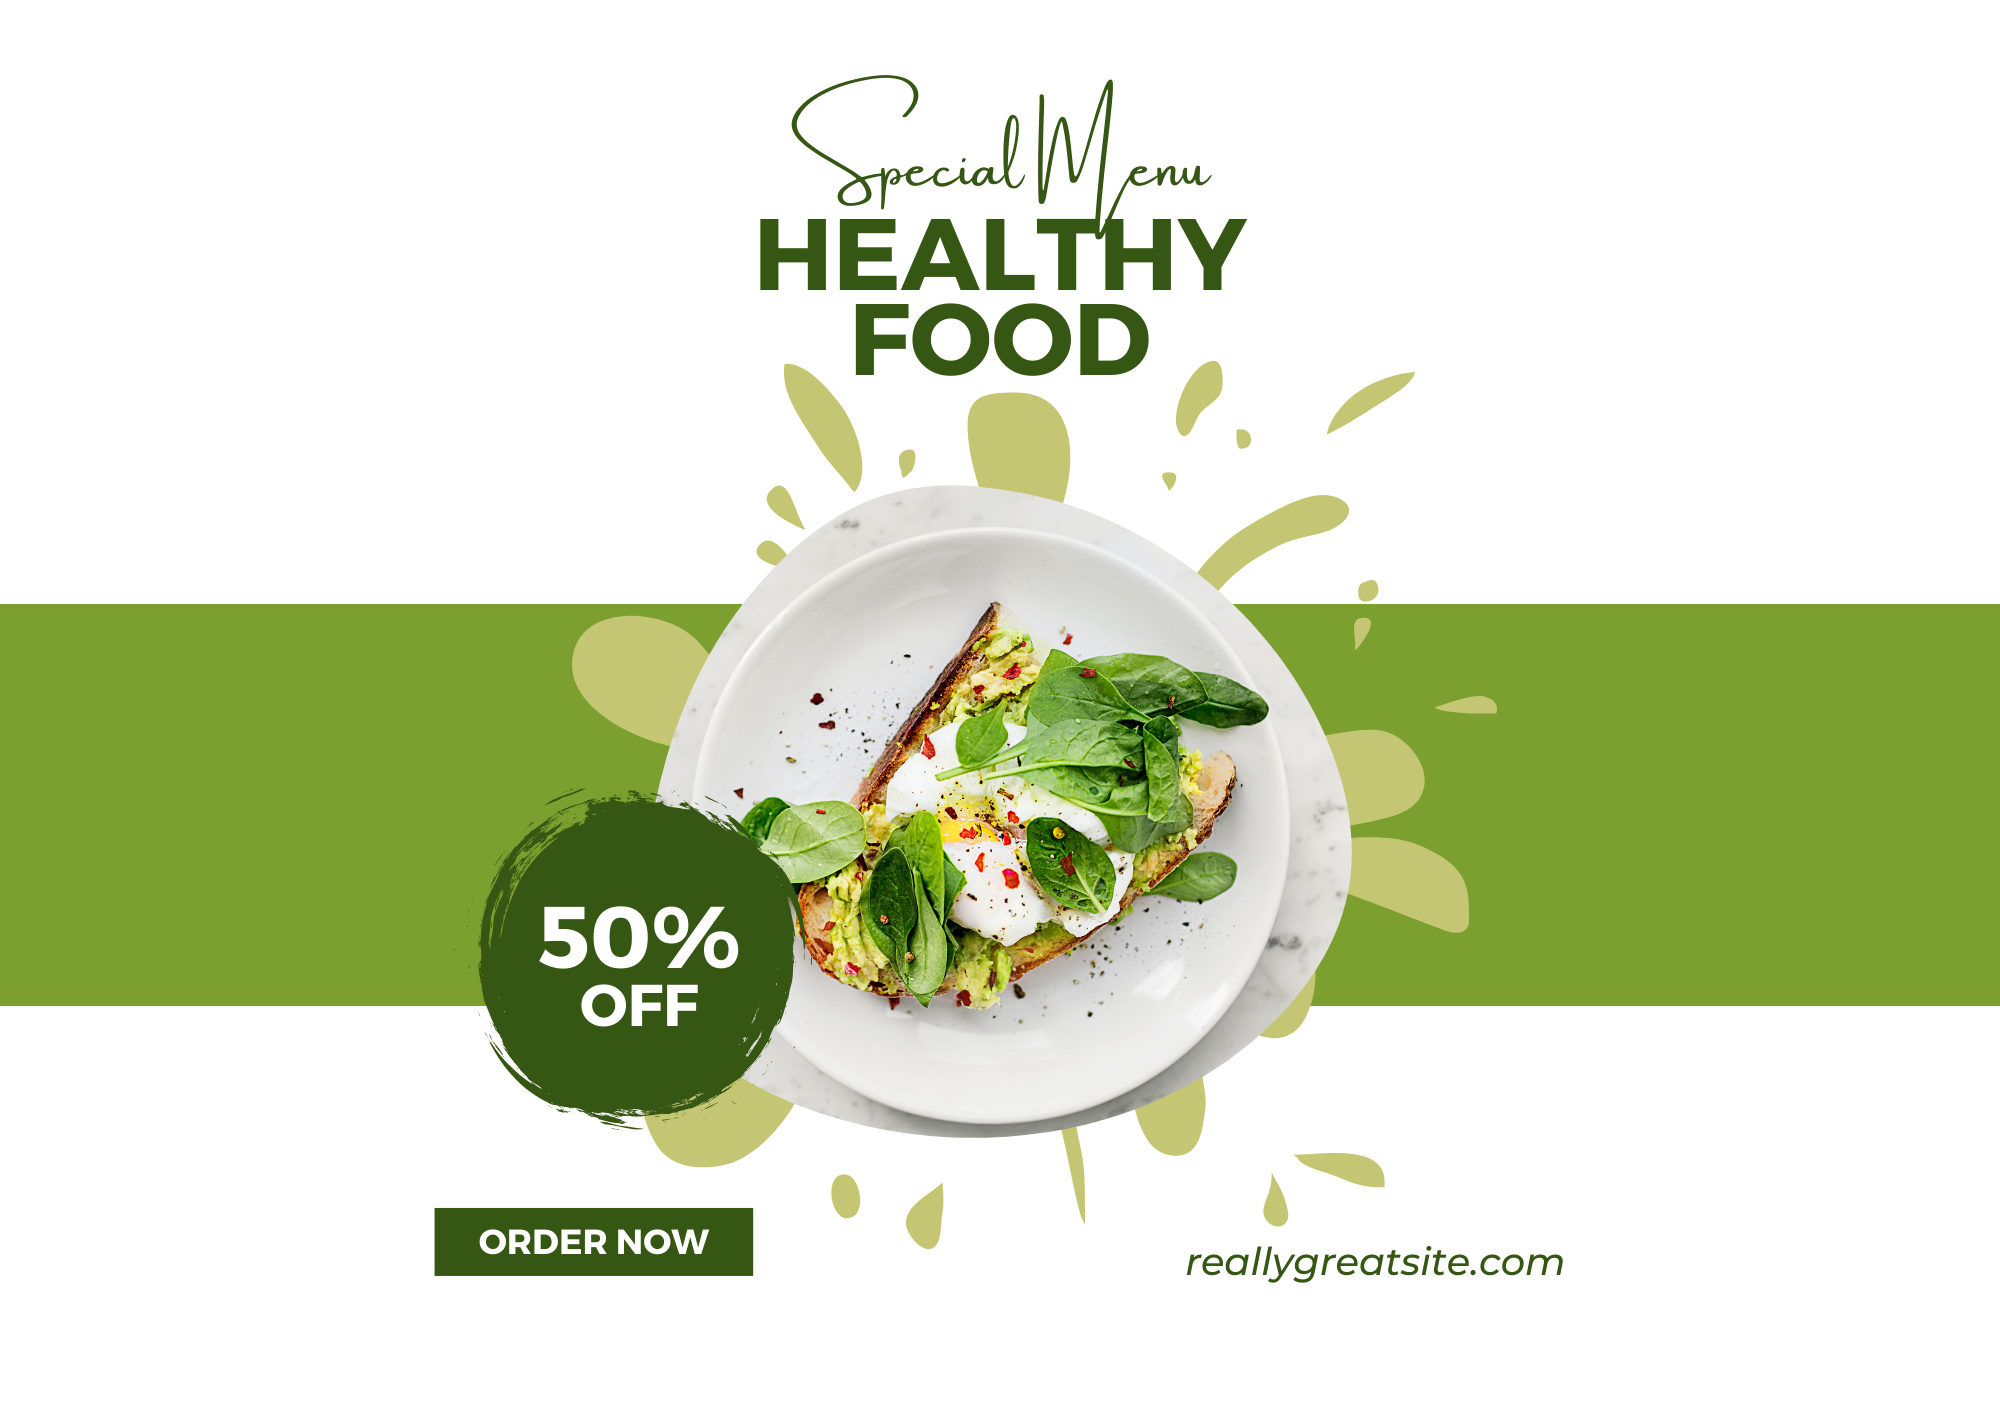 Special Menu
HEALTHY
FOOD
50%
OFF
ORDER NOW
reallygreatsite.com